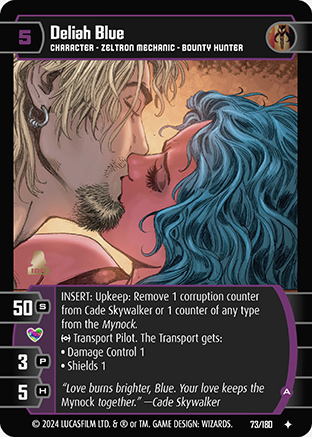 5
Deliah Blue
CHARACTER - ZELTRON MECHANIC - BOUNTY HUNTER
50 S
INSERT: Upkeep: Remove 1 corruption counter
from Cade Skywalker or 1 counter of any type
from the Mynock.
Transport Pilot. The Transport gets:
3 P
• Damage Control 1
• Shields 1
5 H
“Love burns brighter, Blue. Your love keeps the
Mynock together.” —Cade Skywalker
A
© 2024 LUCASFILM LTD. & ® or TM. GAME DESIGN: WIZARDS.
73/180